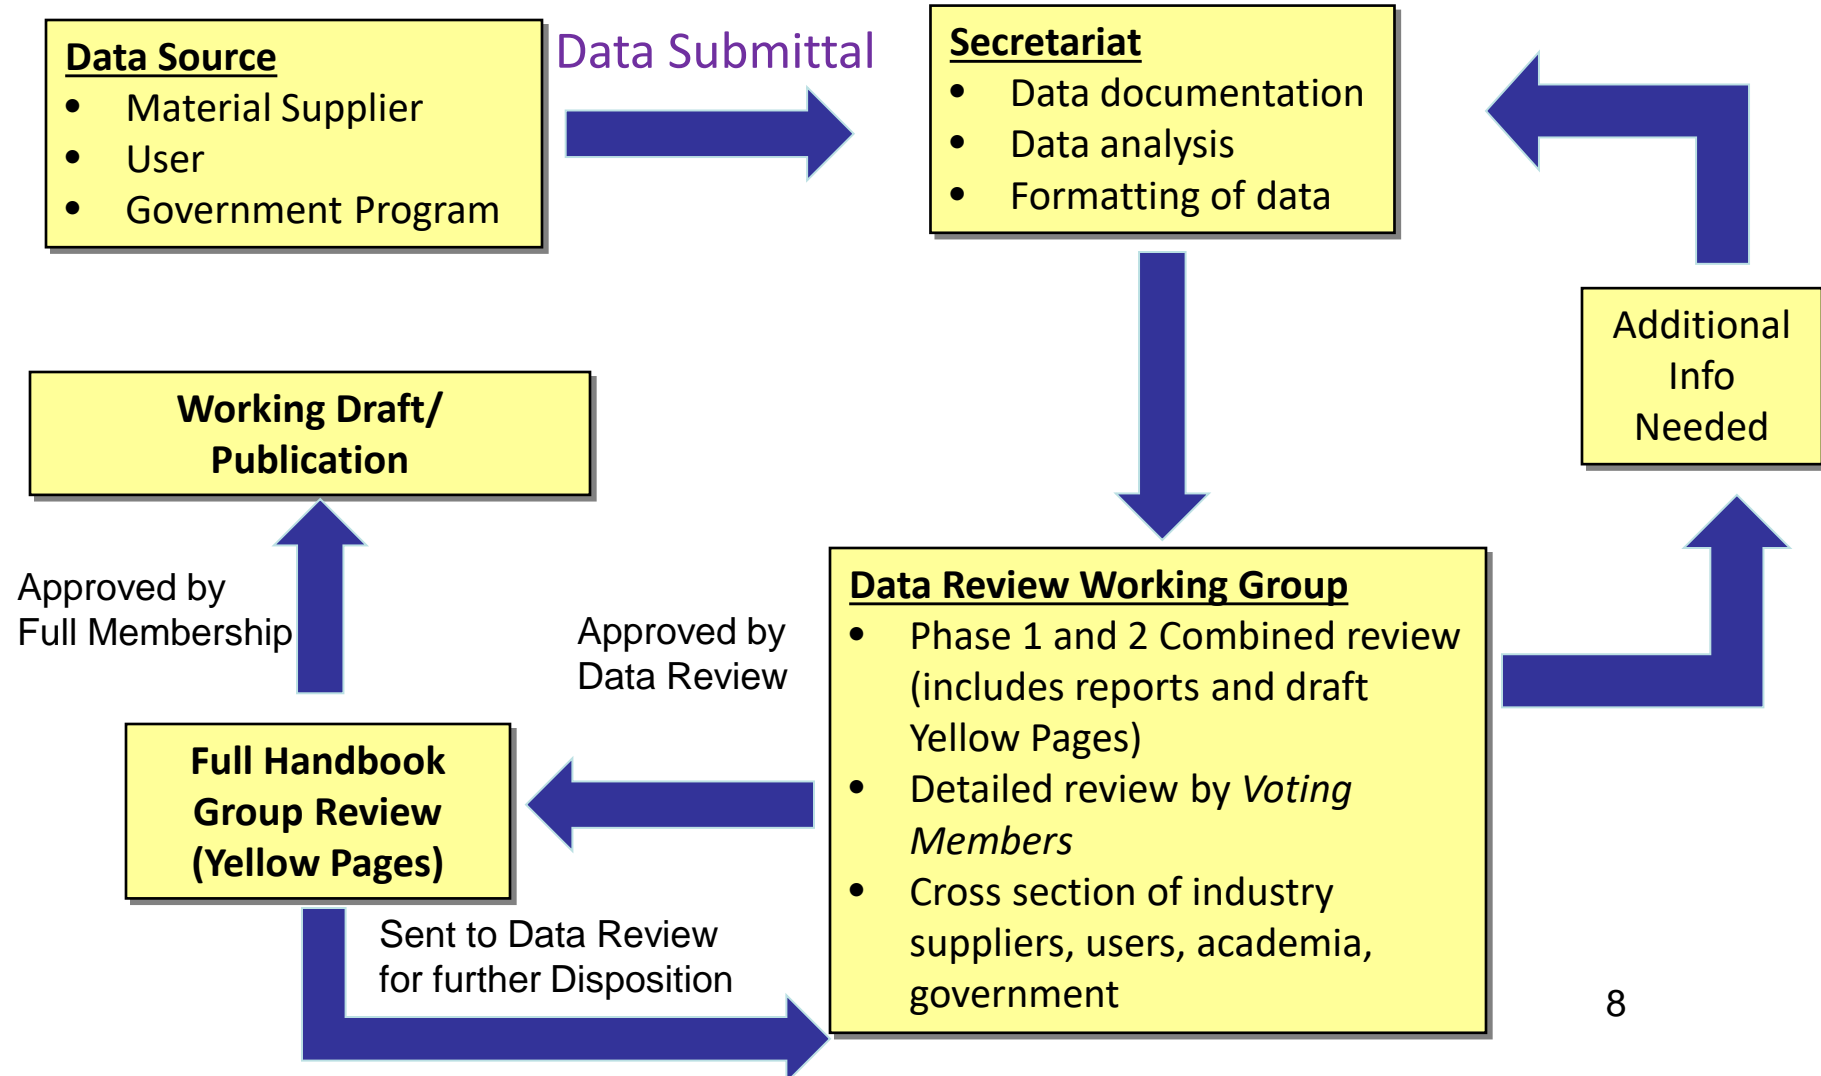 Data Source
• Material Supplier
• User
• Government Program
Data Submittal
Secretariat
• Data documentation
• Data analysis
• Formatting of data
Additional
Info
Needed
Working Draft/
Publication
Approved by
Full Membership
Approved by
Data Review
Data Review Working Group
• Phase 1 and 2 Combined review
(includes reports and draft
Yellow Pages)
• Detailed review by Voting
Members
• Cross section of industry
suppliers, users, academia,
government
Full Handbook
Group Review
(Yellow Pages)
Sent to Data Review
for further Disposition
8